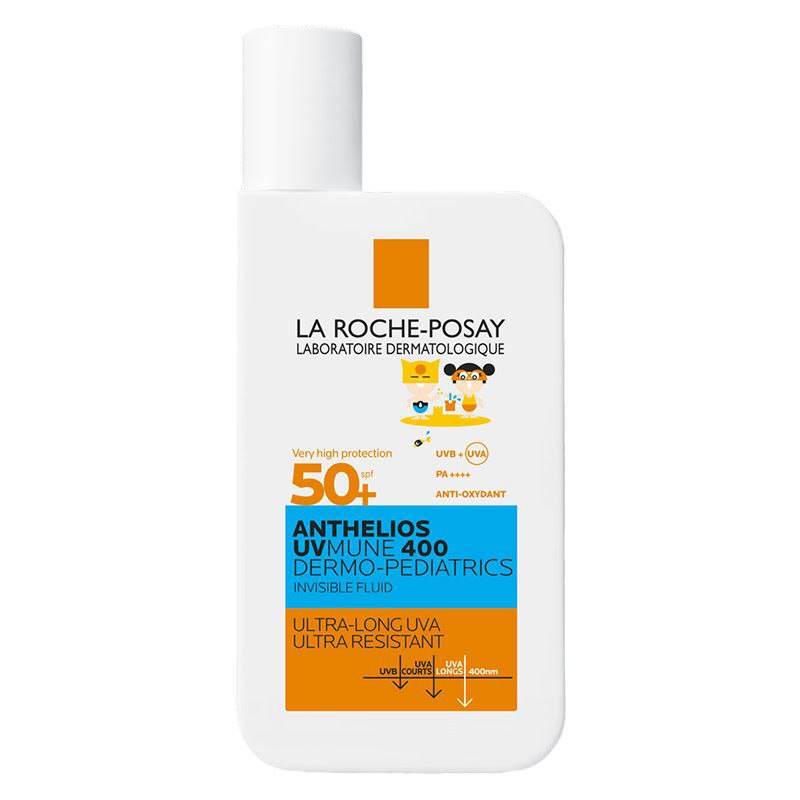 LA ROCHE-POSAY
LABORATOIRE DERMATOLOGIQUE
Very high protection
50+ spf
UVB + UVA
PA ++++
ANTI-OXYDANT
ANTHELIOS
UVMUNE 400
DERMO-PEDIATRICS
INVISIBLE FLUID
ULTRA-LONG UVA
ULTRA RESISTANT
UVB UVA COURTS UVA LONGS 400nm